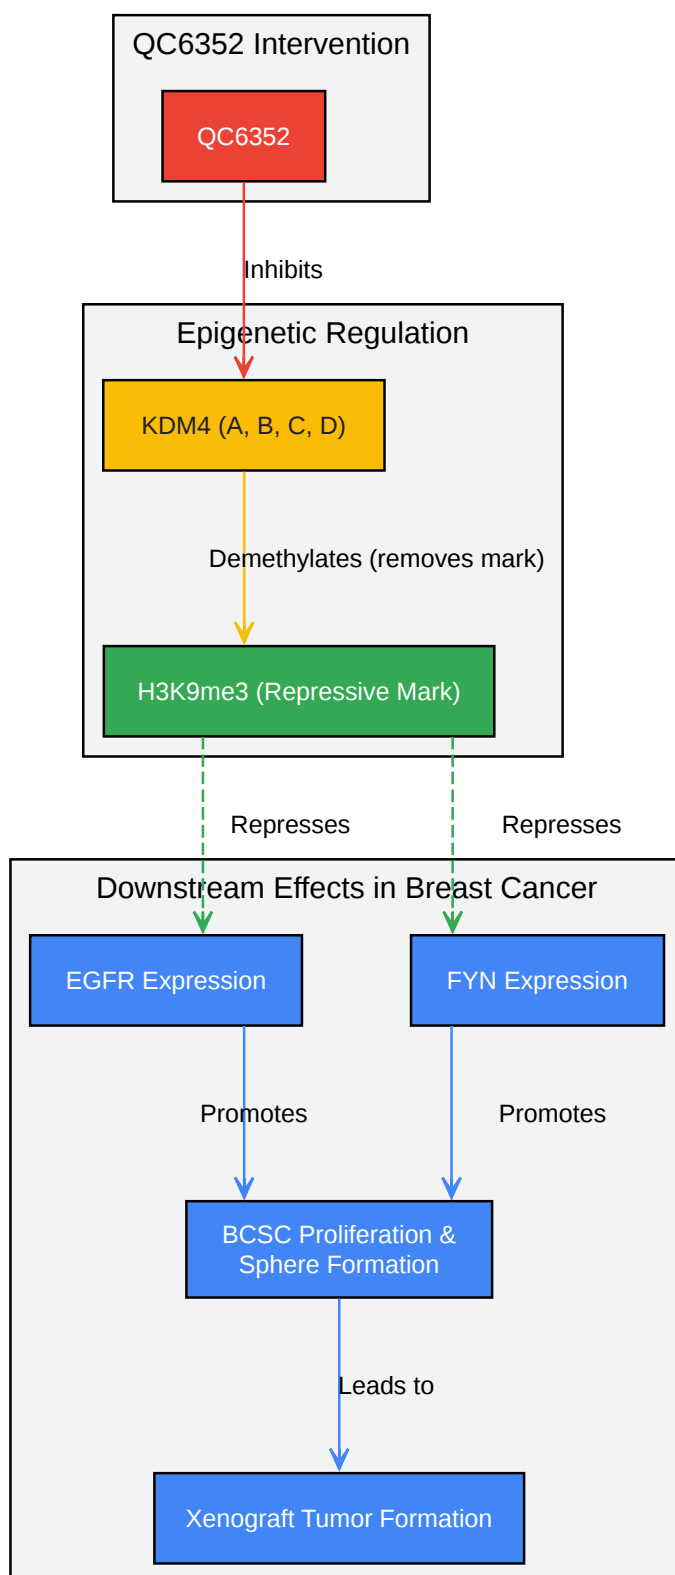 QC6352 Intervention
QC6352
Inhibits
Epigenetic Regulation
KDM4 (A, B, C, D)
Demethylates (removes mark)
H3K9me3 (Repressive Mark)
Represses
Represses
Downstream Effects in Breast Cancer
EGFR Expression
FYN Expression
Promotes
Promotes
BCSC Proliferation &
Sphere Formation
Leads to
Xenograft Tumor Formation